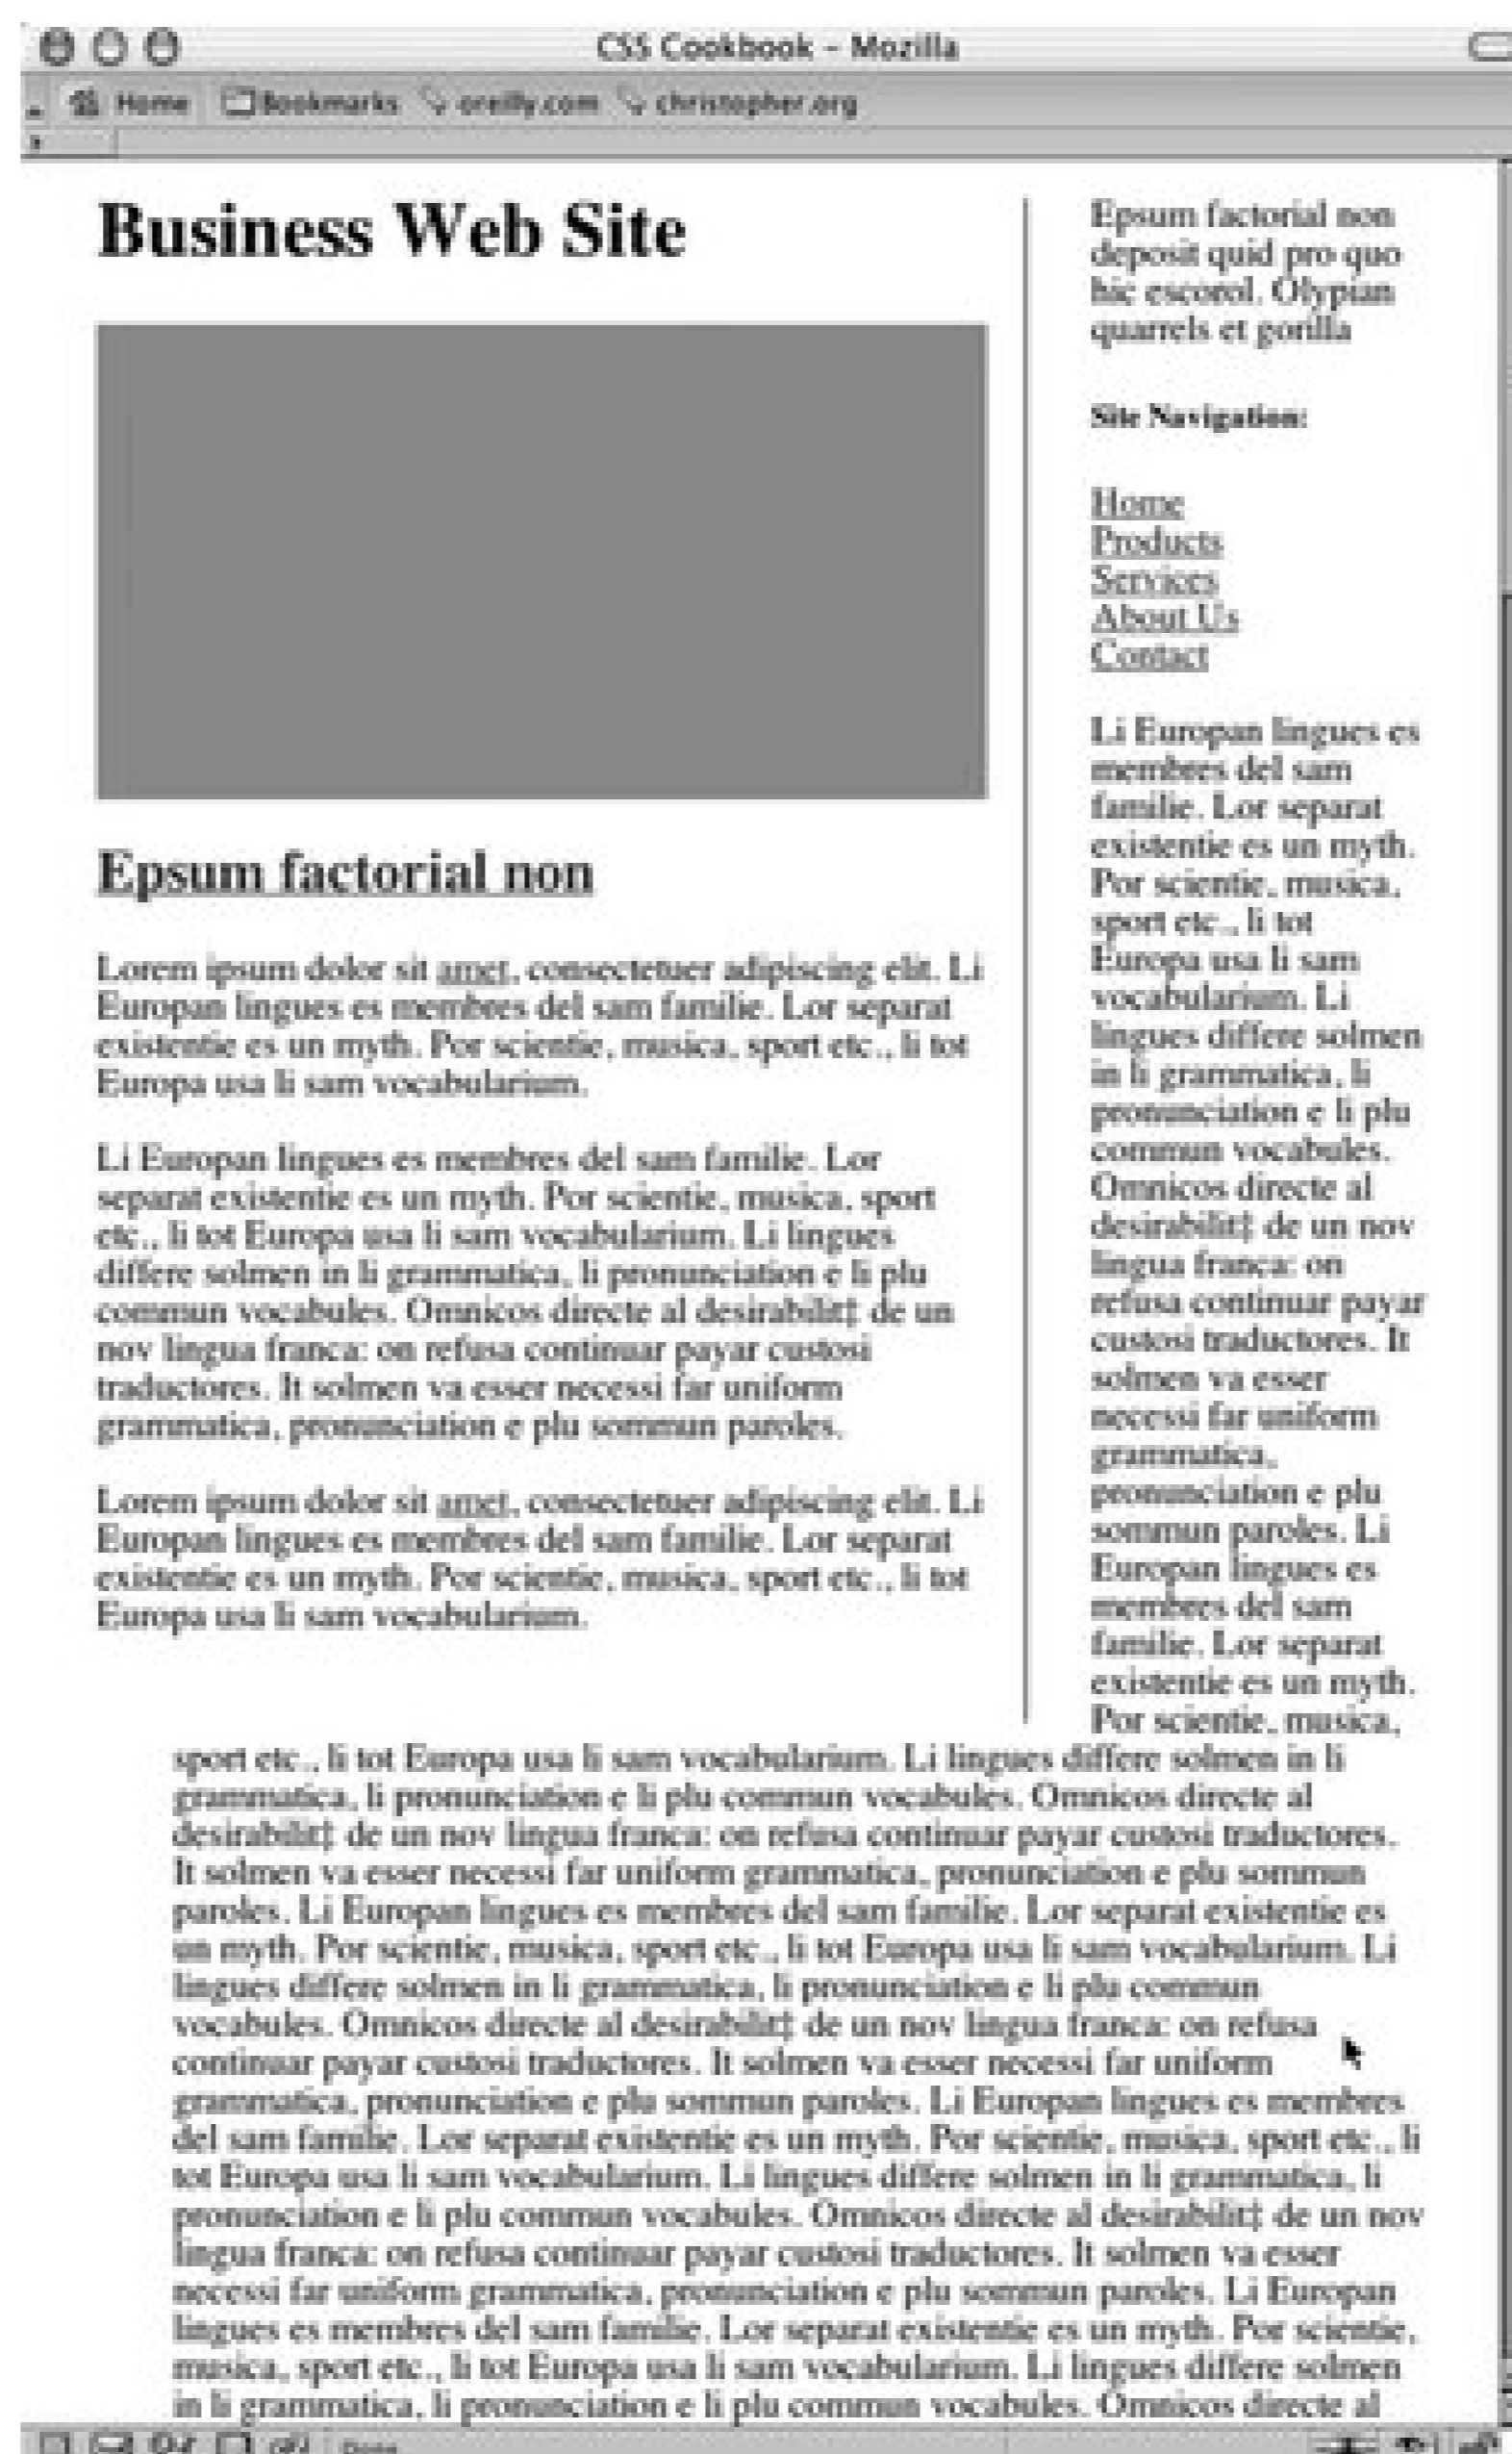 CSS Cookbook – Mozilla
Home Bookmarks oreilly.com christopher.org
Business Web Site
Epsum factorial non
Lorem ipsum dolor sit amet, consectetuer adipiscing elit. Li
Europan lingues es membres del sam familie. Lor separat
existentie es un myth. Por scientie, musica, sport etc., li tot
Europa usa li sam vocabularium.
Li Europan lingues es membres del sam familie. Lor
separat existentie es un myth. Por scientie, musica, sport
etc., li tot Europa usa li sam vocabularium. Li lingues
differe solmen in li grammatica, li pronunciation e li plu
commun vocabules. Omnicos directe al desirabilit‡ de un
nov lingua franca: on refusa continuar payar custosi
traductores. It solmen va esser necessi far uniform
grammatica, pronunciation e plu sommun paroles.
Lorem ipsum dolor sit amet, consectetuer adipiscing elit. Li
Europan lingues es membres del sam familie. Lor separat
existentie es un myth. Por scientie, musica, sport etc., li tot
Europa usa li sam vocabularium.
Epsum factorial non
deposit quid pro quo
hic escorol. Olypian
quarrels et gorilla
Site Navigation:
Home
Products
Services
About Us
Contact
Li Europan lingues es
membres del sam
familie. Lor separat
existentie es un myth.
Por scientie, musica,
sport etc., li tot
Europa usa li sam
vocabularium. Li
lingues differe solmen
in li grammatica, li
pronunciation e li plu
commun vocabules.
Omnicos directe al
desirabilit‡ de un nov
lingua franca: on
refusa continuar payar
custosi traductores. It
solmen va esser
necessi far uniform
grammatica,
pronunciation e plu
sommun paroles. Li
Europan lingues es
membres del sam
familie. Lor separat
existentie es un myth.
Por scientie, musica,
sport etc., li tot Europa usa li sam vocabularium. Li lingues differe solmen in li
grammatica, li pronunciation e li plu commun vocabules. Omnicos directe al
desirabilit‡ de un nov lingua franca: on refusa continuar payar custosi traductores.
It solmen va esser necessi far uniform grammatica, pronunciation e plu sommun
paroles. Li Europan lingues es membres del sam familie. Lor separat existentie es
un myth. Por scientie, musica, sport etc., li tot Europa usa li sam vocabularium. Li
lingues differe solmen in li grammatica, li pronunciation e li plu commun
vocabules. Omnicos directe al desirabilit‡ de un nov lingua franca: on refusa
continuar payar custosi traductores. It solmen va esser necessi far uniform
grammatica, pronunciation e plu sommun paroles. Li Europan lingues es membres
del sam familie. Lor separat existentie es un myth. Por scientie, musica, sport etc., li
tot Europa usa li sam vocabularium. Li lingues differe solmen in li grammatica, li
pronunciation e li plu commun vocabules. Omnicos directe al desirabilit‡ de un nov
lingua franca: on refusa continuar payar custosi traductores. It solmen va esser
necessi far uniform grammatica, pronunciation e plu sommun paroles. Li Europan
lingues es membres del sam familie. Lor separat existentie es un myth. Por scientie,
musica, sport etc., li tot Europa usa li sam vocabularium. Li lingues differe solmen
in li grammatica, li pronunciation e li plu commun vocabules. Omnicos directe al